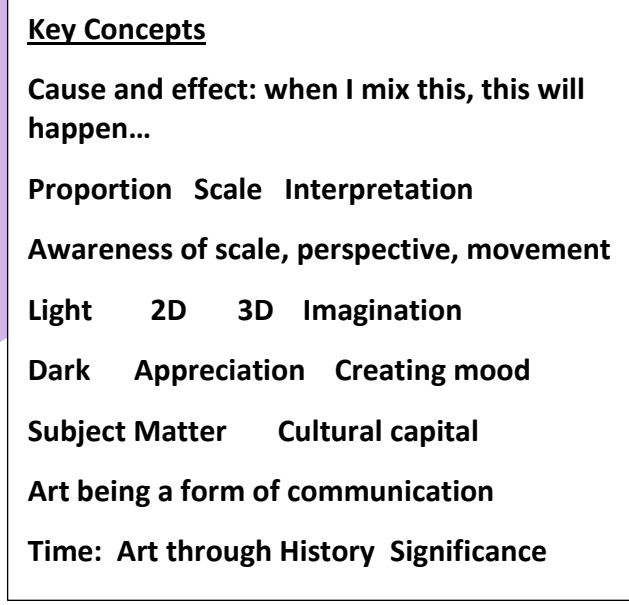 Key Concepts
Cause and effect: when I mix this, this will
happen…
Proportion Scale Interpretation
Awareness of scale, perspective, movement
Light 2D 3D Imagination
Dark Appreciation Creating mood
Subject Matter Cultural capital
Art being a form of communication
Time: Art through History Significance